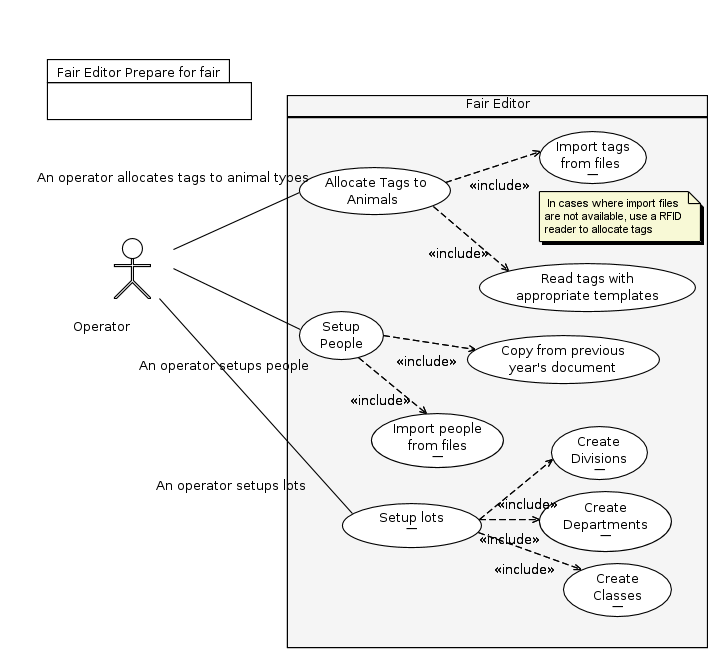 Fair Editor Prepare for fair
Fair Editor
Import tags
from files
An operator allocates tags to animal types
Allocate Tags to
Animals
«include»
In cases where import files
are not available, use a RFID
reader to allocate tags
«include»
Read tags with
appropriate templates
Operator
Setup
People
An operator setups people
«include»
Copy from previous
year's document
«include»
Import people
from files
Create
Divisions
An operator setups lots
Setup lots
«include»
Create
Departments
«include»
«include»
Create
Classes